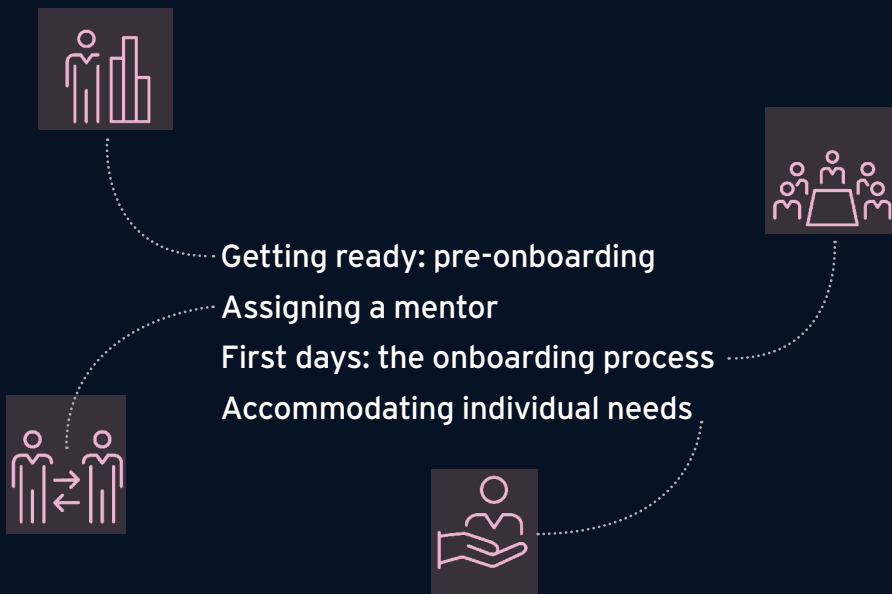 Getting ready: pre-onboarding
Assigning a mentor
First days: the onboarding process
Accommodating individual needs